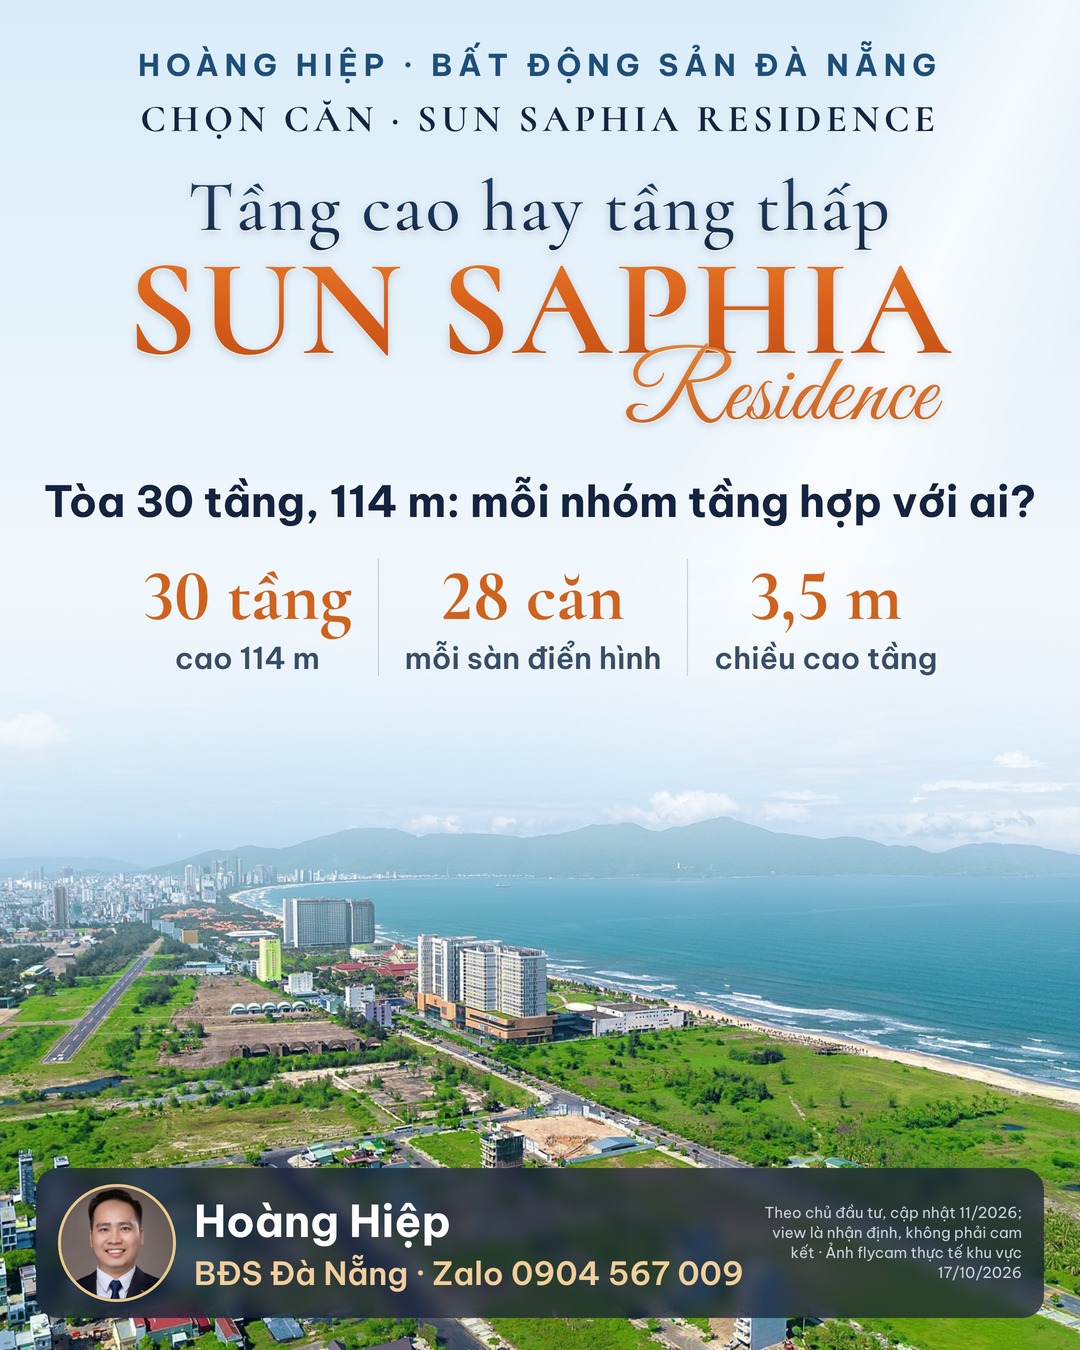 HOÀNG HIỆP · BẤT ĐỘNG SẢN ĐÀ NẴNG
CHỌN CĂN · SUN SAPHIA RESIDENCE
Tầng cao hay tầng thấp
SUN SAPHIA
Residence
Tòa 30 tầng, 114 m: mỗi nhóm tầng hợp với ai?
30 tầng
cao 114 m
28 căn
mỗi sàn điển hình
3,5 m
chiều cao tầng
Hoàng Hiệp
BĐS Đà Nẵng · Zalo 0904 567 009
Theo chủ đầu tư, cập nhật 11/2026;
view là nhận định, không phải cam
kết · Ảnh flycam thực tế khu vực
17/10/2026